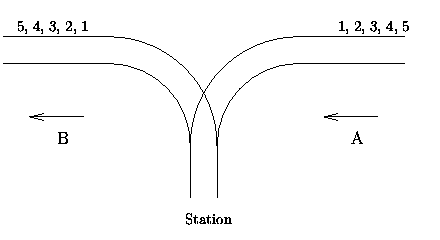 5, 4, 3, 2, 1
1, 2, 3, 4, 5
B
A
Station